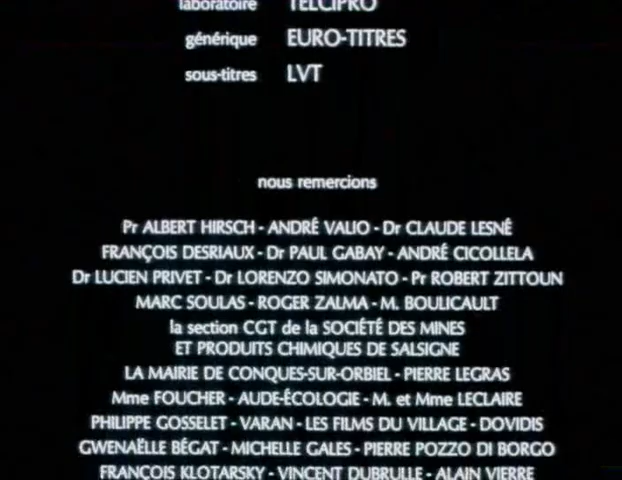 laboratoire TELCIPRO
générique EURO-TITRES
sous-titres LVT
nous remercions
Pr ALBERT HIRSCH - ANDRÉ VALIO - Dr CLAUDE LESNÉ
FRANÇOIS DESRIAUX - Dr PAUL GABAY - ANDRÉ CICOLLELA
Dr LUCIEN PRIVET - Dr LORENZO SIMONATO - Pr ROBERT ZITTOUN
MARC SOULAS - ROGER ZALMA - M. BOULICAULT
la section CGT de la SOCIÉTÉ DES MINES
ET PRODUITS CHIMIQUES DE SALSIGNE
LA MAIRIE DE CONQUES-SUR-ORBIEL - PIERRE LEGRAS
Mme FOUCHER - AUDE-ÉCOLOGIE - M. et Mme LECLAIRE
PHILIPPE GOSSELET - VARAN - LES FILMS DU VILLAGE - DOVIDIS
GWENAËLLE BÉGAT - MICHELLE GALES - PIERRE POZZO DI BORGO
FRANÇOIS KLOTARSKY - VINCENT DUBRULLE - ALAIN VIERRE